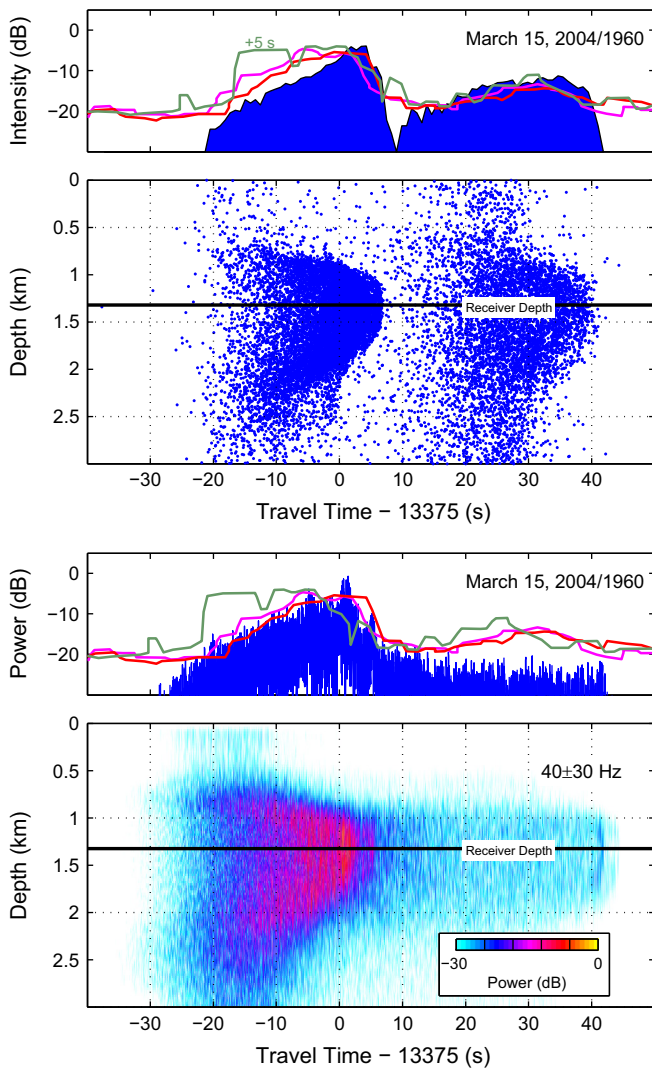 0
−10
−20
Intensity (dB)
+5 s
March 15, 2004/1960
0
0.5
1
1.5
2
2.5
Depth (km)
Receiver Depth
−30 −20 −10 0 10 20 30 40
Travel Time − 13375 (s)
0
−10
−20
Power (dB)
March 15, 2004/1960
0
0.5
1
1.5
2
2.5
Depth (km)
40±30 Hz
Receiver Depth
−30 0
Power (dB)
−30 −20 −10 0 10 20 30 40
Travel Time − 13375 (s)